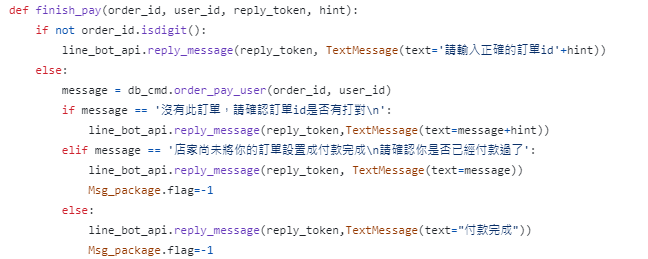 def finish_pay(order_id, user_id, reply_token, hint):
    if not order_id.isdigit():
        line_bot_api.reply_message(reply_token, TextMessage(text='請輸入正確的訂單id'+hint))
    else:
        message = db_cmd.order_pay_user(order_id, user_id)
        if message == '沒有此訂單，請確認訂單id是否有打對\n':
            line_bot_api.reply_message(reply_token,TextMessage(text=message+hint))
        elif message == '店家尚未將你的訂單設置成付款完成\n請確認你是否已經付款過了':
            line_bot_api.reply_message(reply_token, TextMessage(text=message))
            Msg_package.flag=-1
        else:
            line_bot_api.reply_message(reply_token,TextMessage(text="付款完成"))
            Msg_package.flag=-1